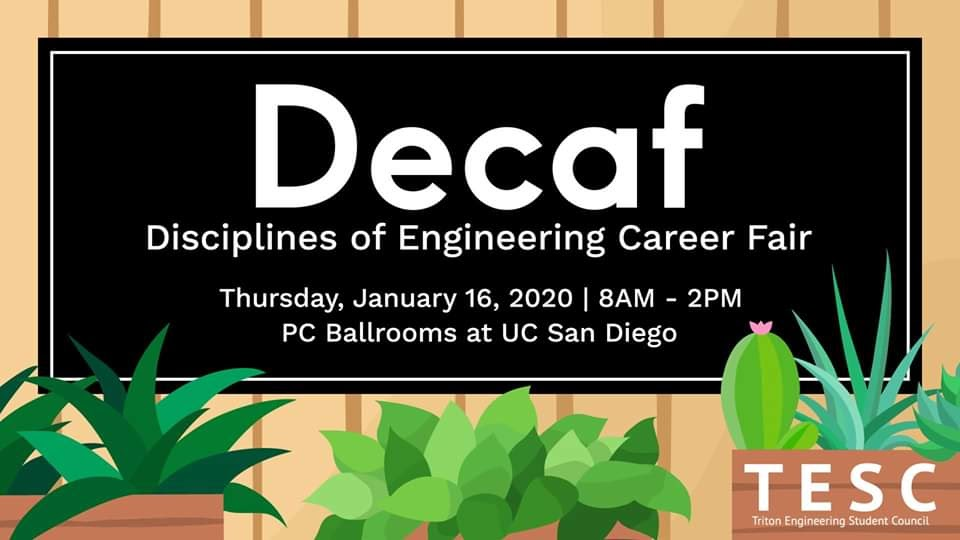 Decaf
Disciplines of Engineering Career Fair
Thursday, January 16, 2020 | 8AM - 2PM
PC Ballrooms at UC San Diego
TESC
Triton Engineering Student Council